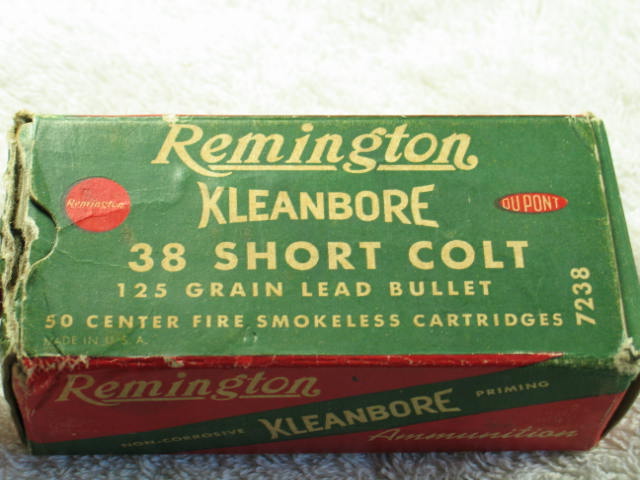 Remington
Remington
KLEANBORE
DU PONT
38 SHORT COLT
125 GRAIN LEAD BULLET
50 CENTER FIRE SMOKELESS CARTRIDGES
7238
MADE IN U.S.A.
Remington
NON-CORROSIVE KLEANBORE PRIMING
Ammunition